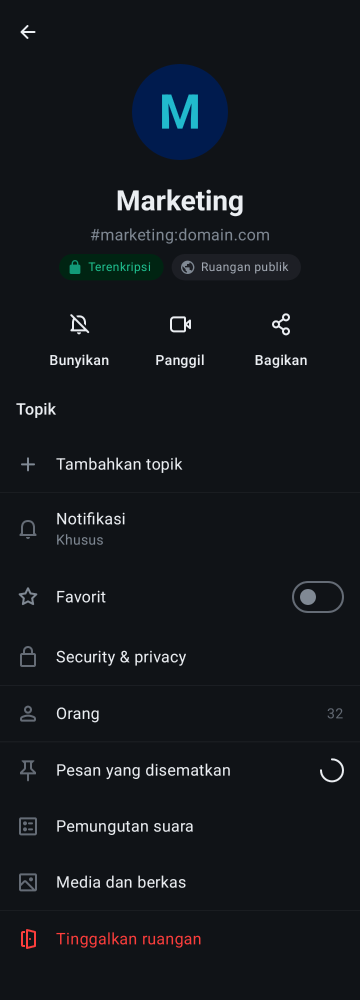 M
Marketing
#marketing:domain.com
Terenkripsi
Ruangan publik
Bunyikan
Panggil
Bagikan
Topik
Tambahkan topik
Notifikasi
Khusus
Favorit
Security & privacy
Orang
32
Pesan yang disematkan
Pemungutan suara
Media dan berkas
Tinggalkan ruangan